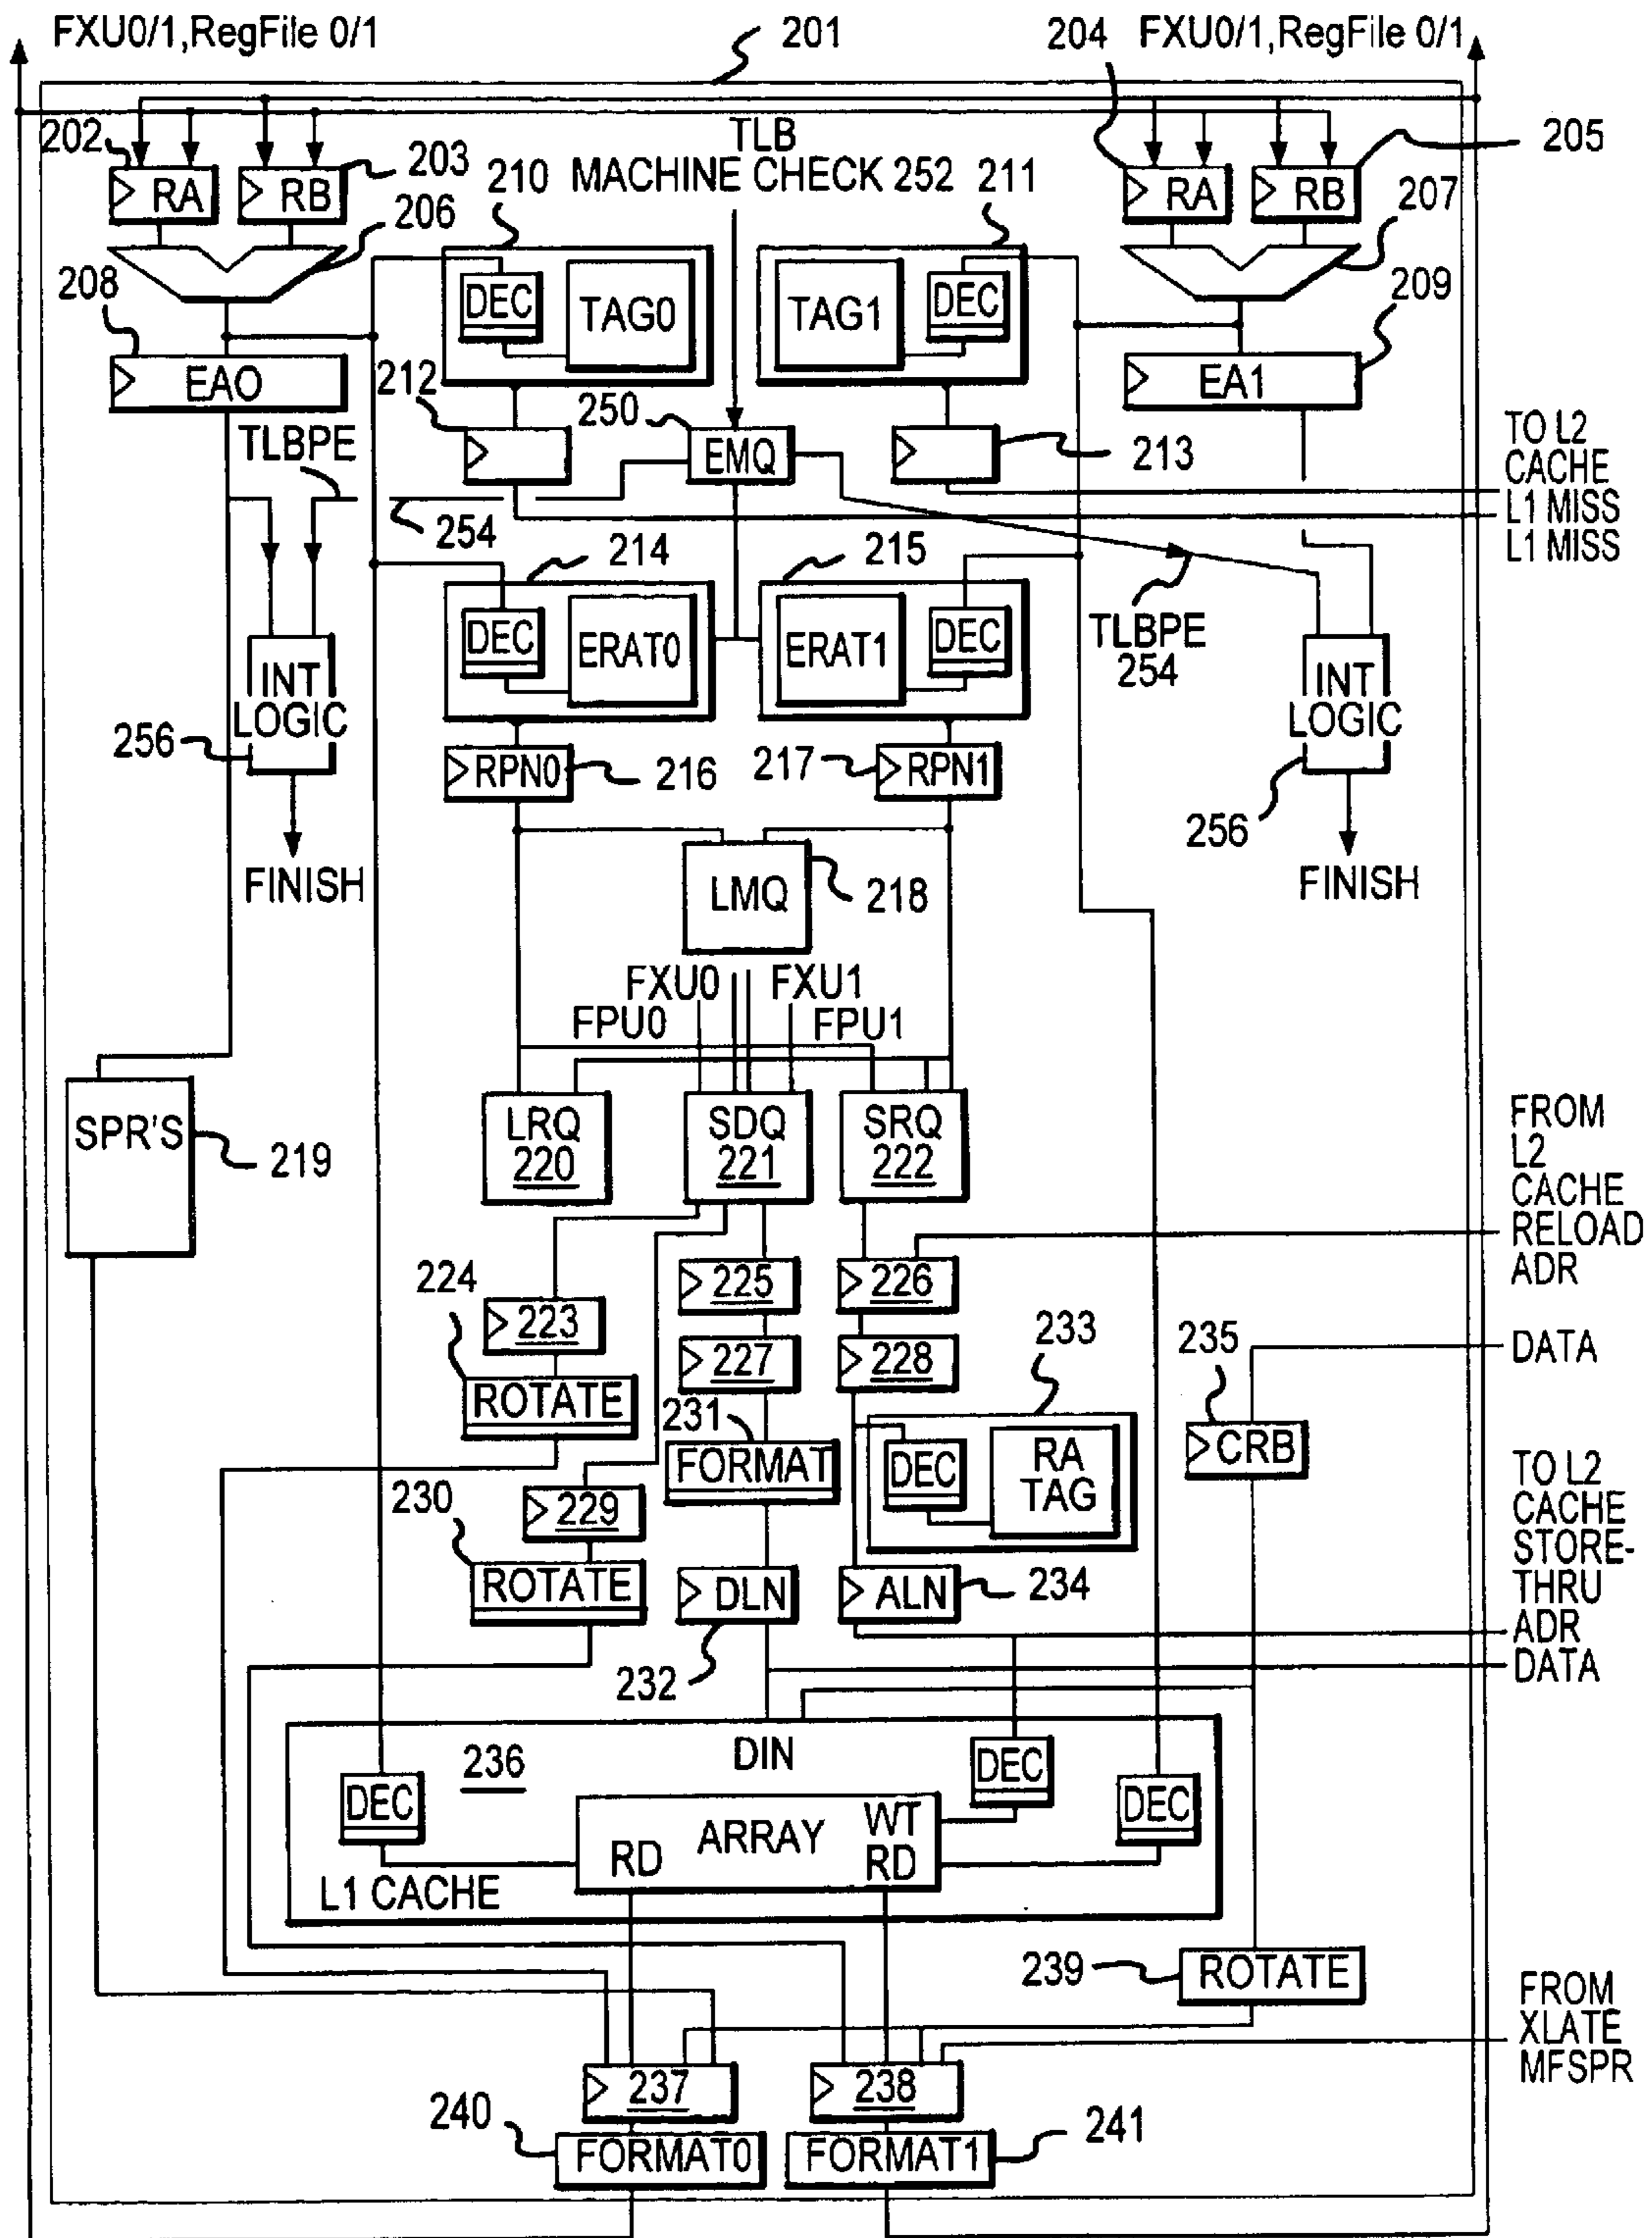 FXU0/1,RegFile 0/1
201
204
FXU0/1,RegFile 0/1
202
203
205
TLB
MACHINE CHECK 252
210
211
RA
RB
RA
RB
206
207
208
209
DEC
TAG0
TAG1
DEC
EAO
EA1
212
250
EMQ
213
TO L2
CACHE
L1 MISS
L1 MISS
TLBPE
254
214
215
DEC
ERAT0
ERAT1
DEC
TLBPE
254
INT
LOGIC
INT
LOGIC
256
RPN0
216
217
RPN1
256
FINISH
FINISH
LMQ
218
FXU0
FXU1
FPU0
FPU1
SPR'S
219
LRQ
220
SDQ
221
SRQ
222
FROM
L2
CACHE
RELOAD
ADR
224
223
225
226
227
228
233
235
DATA
ROTATE
231
FORMAT
DEC
RA
TAG
CRB
230
229
TO L2
CACHE
STORE-
THRU
ADR
DATA
ROTATE
DLN
ALN
234
232
236
DIN
DEC
DEC
DEC
ARRAY
WT
RD
RD
L1 CACHE
239
ROTATE
FROM
XLATE
MFSPR
237
238
240
241
FORMAT0
FORMAT1